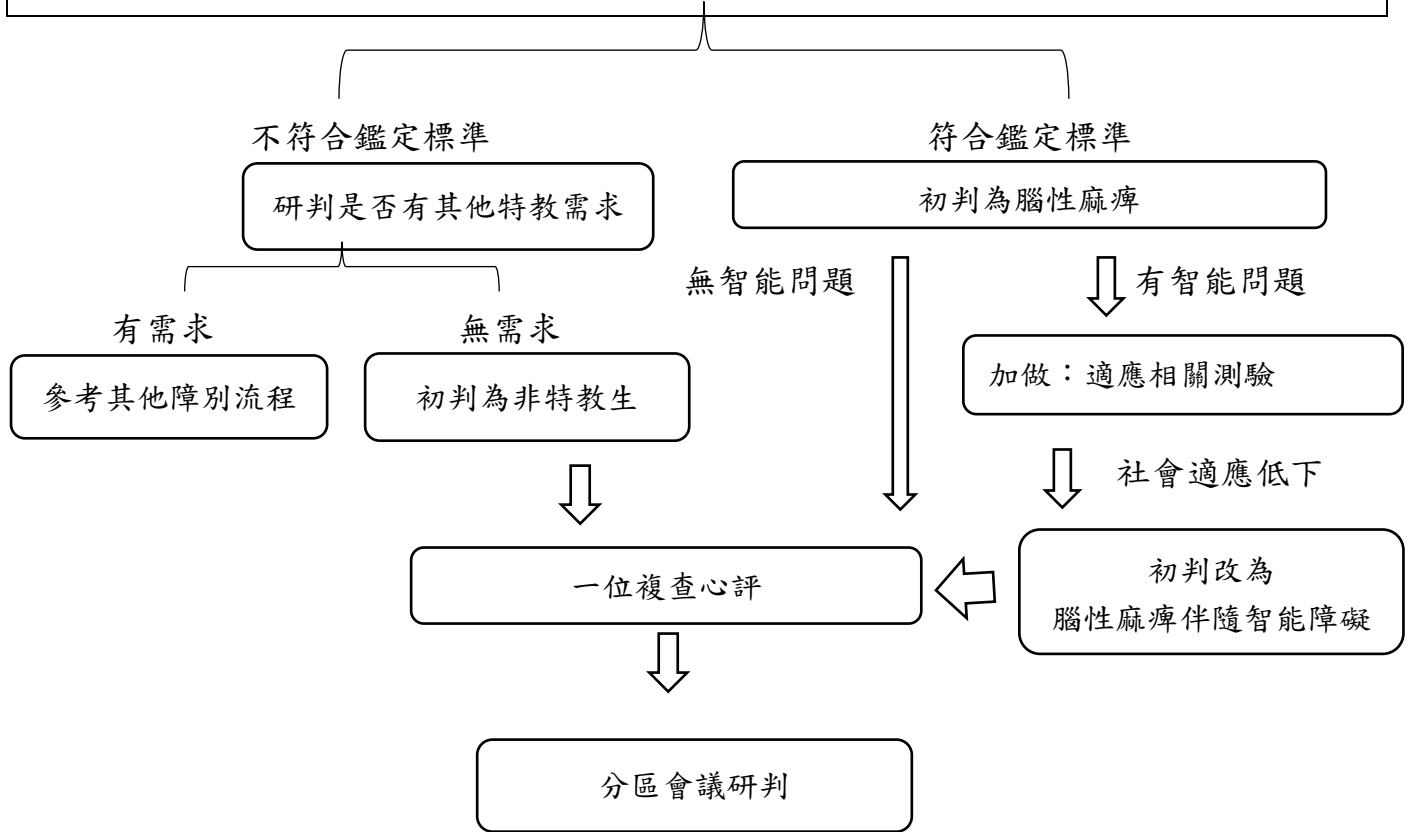 不符合鑑定標準
符合鑑定標準
研判是否有其他特教需求
初判為腦性麻痺
無智能問題
有智能問題
有需求
無需求
參考其他障別流程
初判為非特教生
加做：適應相關測驗
社會適應低下
一位複查心評
初判改為
腦性麻痺伴隨智能障礙
分區會議研判